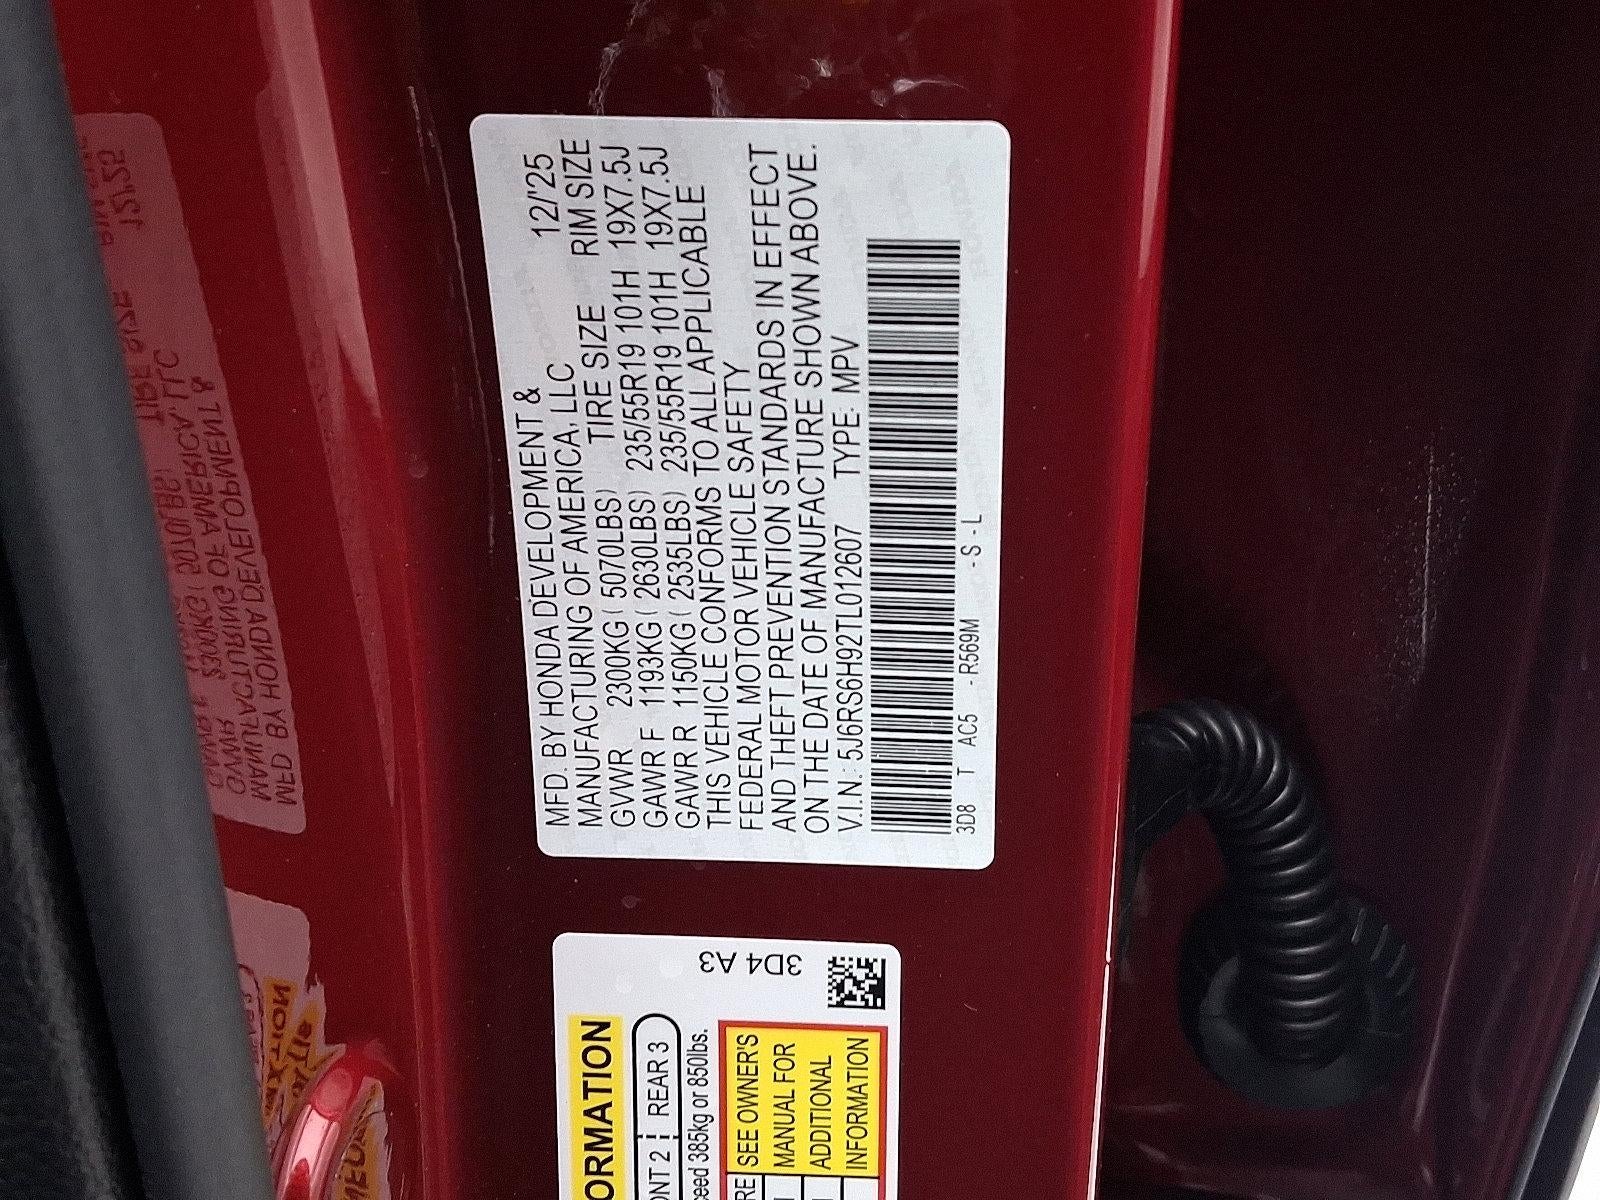 MFD. BY HONDA DEVELOPMENT & 12/'25
MANUFACTURING OF AMERICA, LLC
TIRE SIZE RIM SIZE
GVWR 2300KG ( 5070LBS) 235/55R19 101H 19X7.5J
GAWR F 1193KG ( 2630LBS) 235/55R19 101H 19X7.5J
GAWR R 1150KG ( 2535LBS)
THIS VEHICLE CONFORMS TO ALL APPLICABLE
FEDERAL MOTOR VEHICLE SAFETY
AND THEFT PREVENTION STANDARDS IN EFFECT
ON THE DATE OF MANUFACTURE SHOWN ABOVE.
V.I.N.: 5J6RS6H92TL012607 TYPE: MPV
3D8 T AC5 - R569M - S - L
3D4 A3
REAR 3
385kg or 850lbs.
SEE OWNER'S
MANUAL FOR
ADDITIONAL
INFORMATION